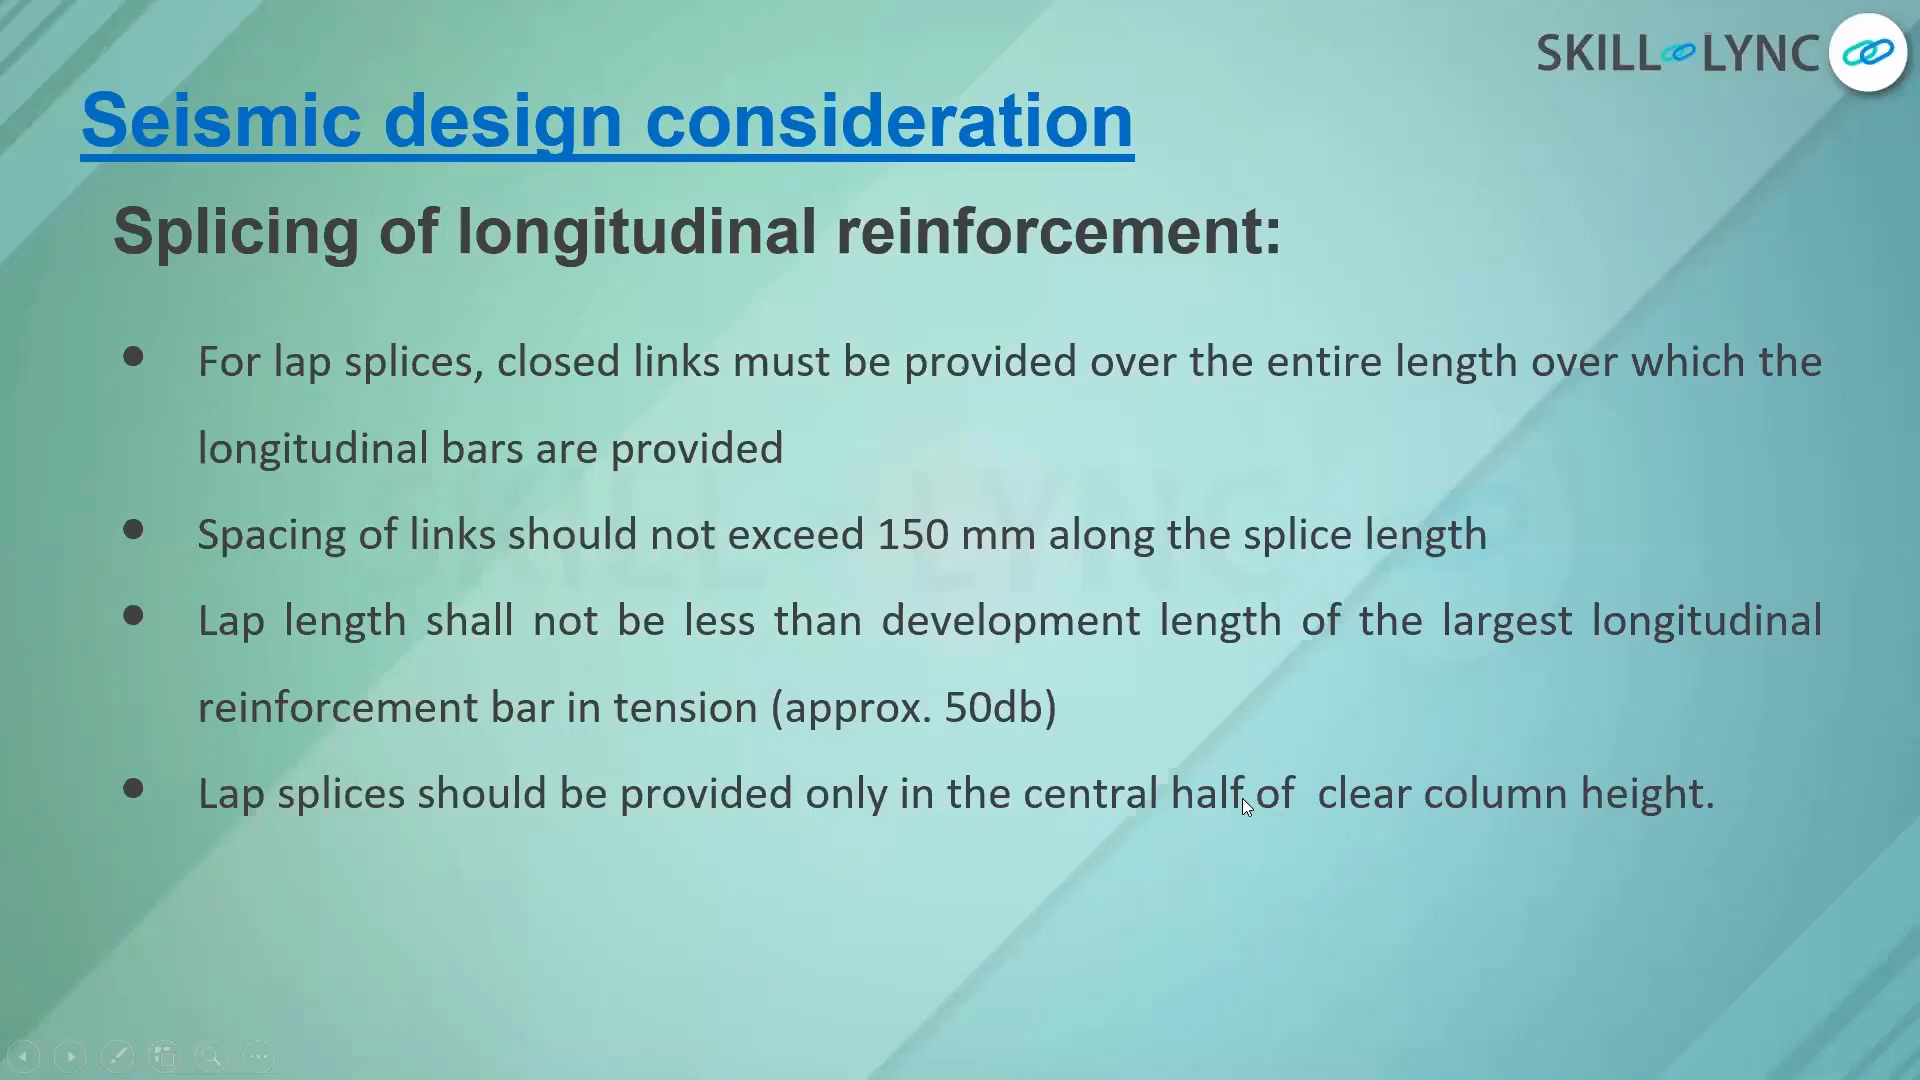 SKILL LYNC
Seismic design consideration
Splicing of longitudinal reinforcement:
• For lap splices, closed links must be provided over the entire length over which the
longitudinal bars are provided
• Spacing of links should not exceed 150 mm along the splice length
• Lap length shall not be less than development length of the largest longitudinal
reinforcement bar in tension (approx. 50db)
• Lap splices should be provided only in the central half of clear column height.
SKILL LYNC